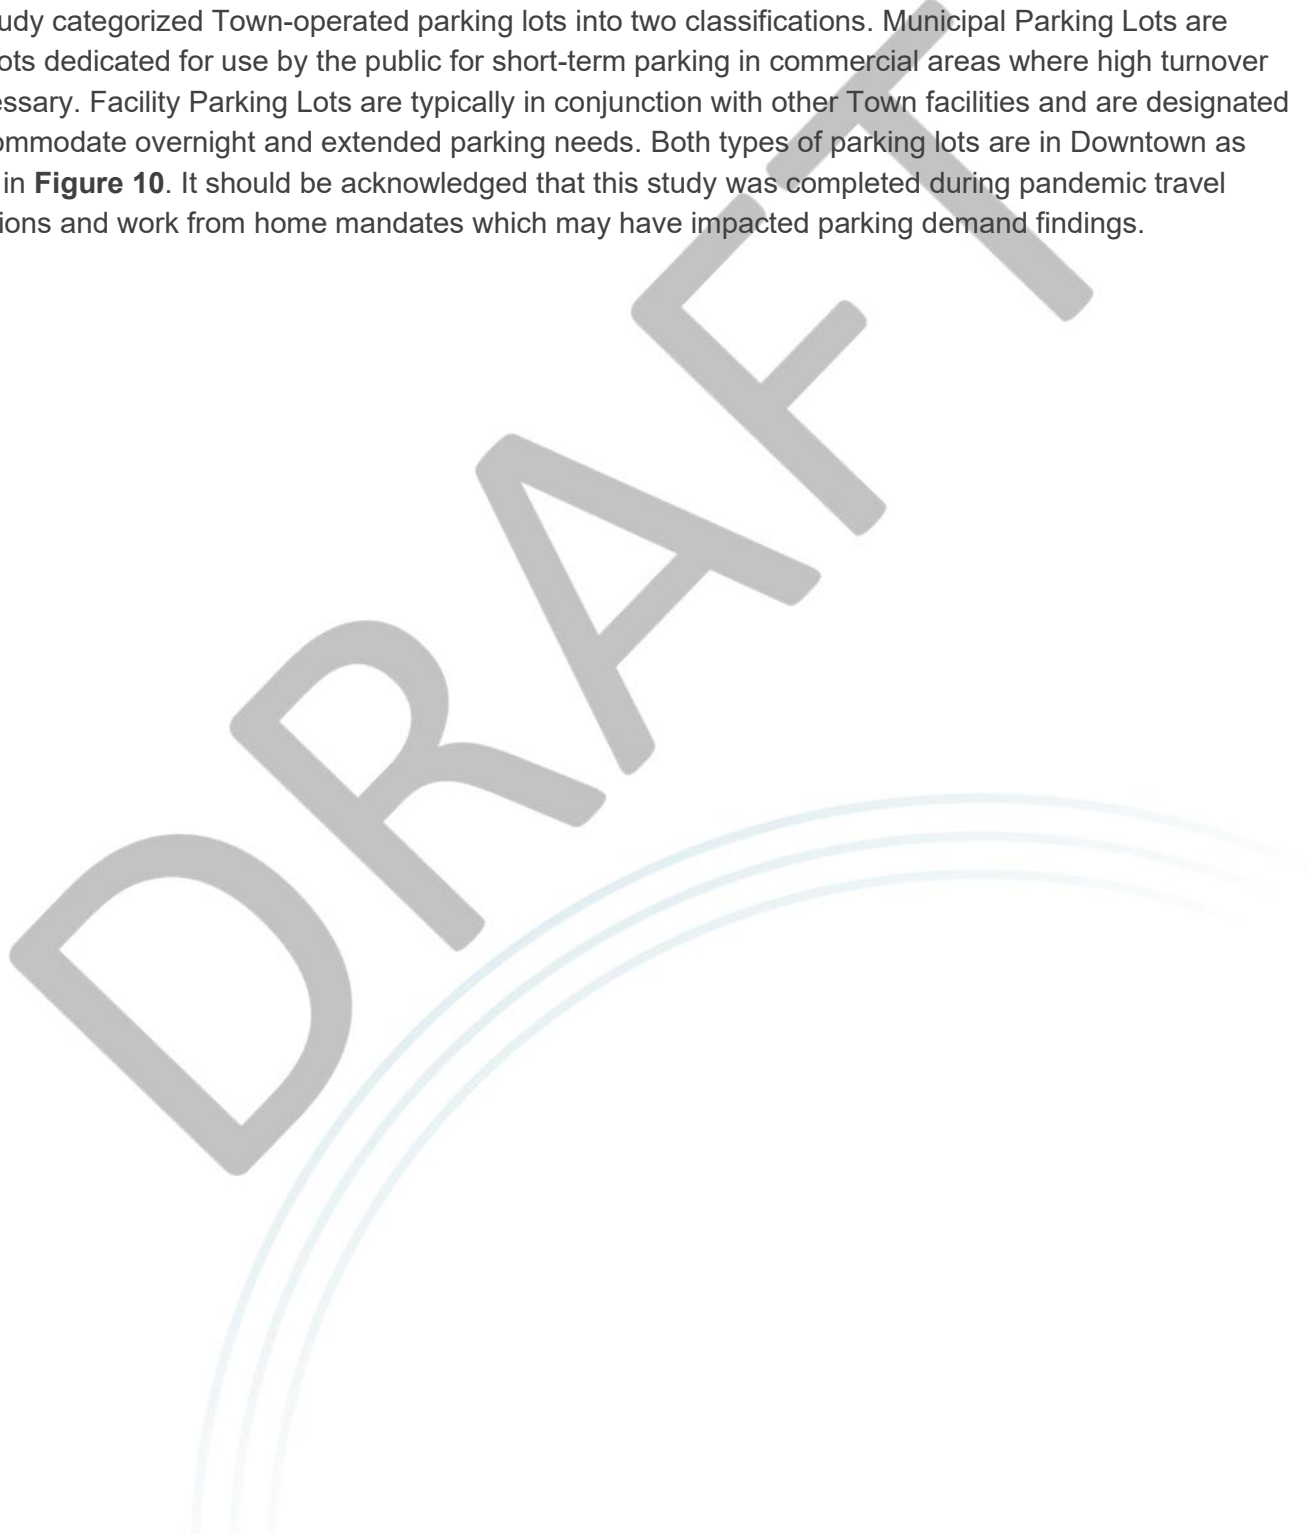 udy categorized Town-operated parking lots into two classifications. Municipal Parking Lots are
ots dedicated for use by the public for short-term parking in commercial areas where high turnover
essary. Facility Parking Lots are typically in conjunction with other Town facilities and are designated
ommodate overnight and extended parking needs. Both types of parking lots are in Downtown as
in Figure 10. It should be acknowledged that this study was completed during pandemic travel
ions and work from home mandates which may have impacted parking demand findings.
DRAFT